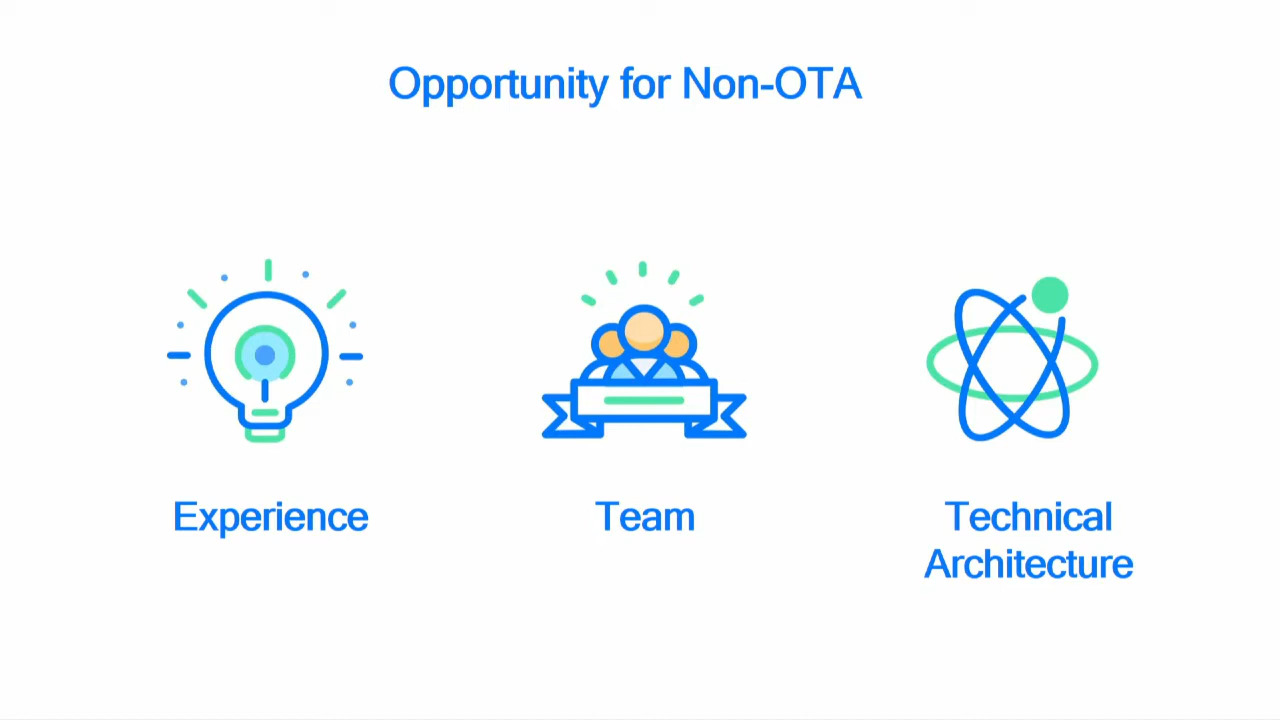 Opportunity for Non-OTA
Experience
Team
Technical
Architecture